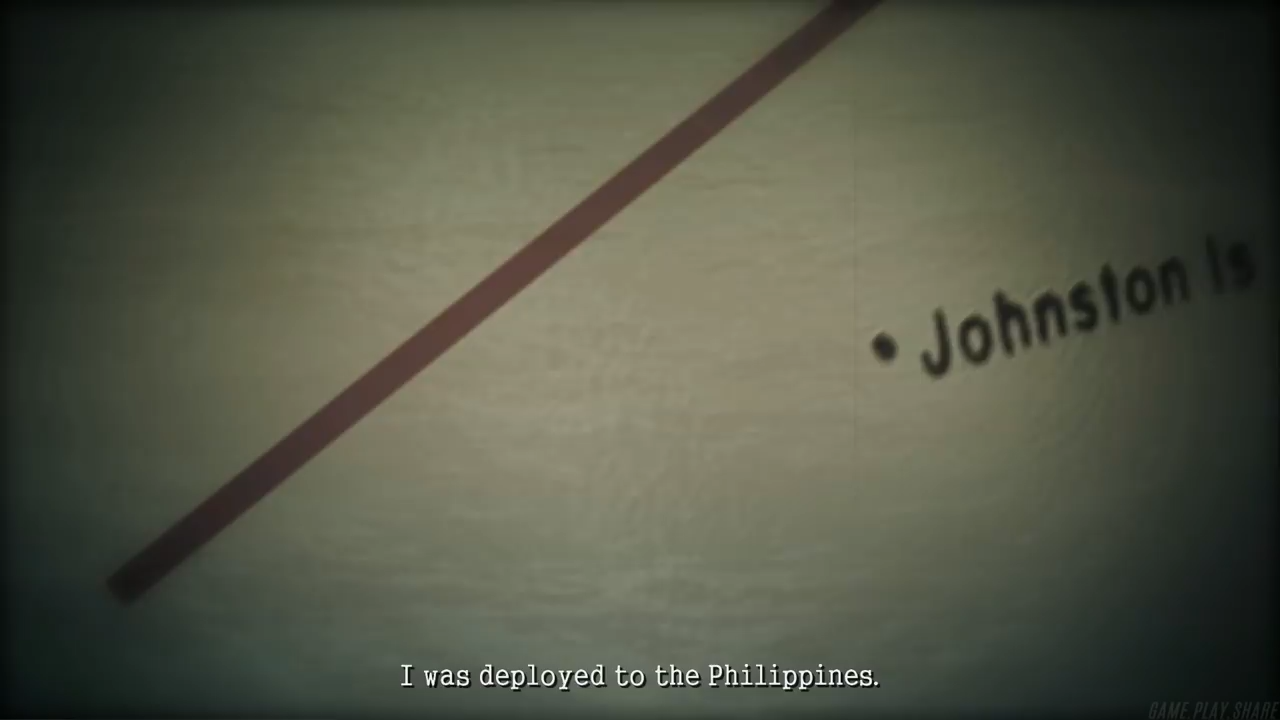 Johnston Is
I was deployed to the Philippines.
GAME PLAY SHARE